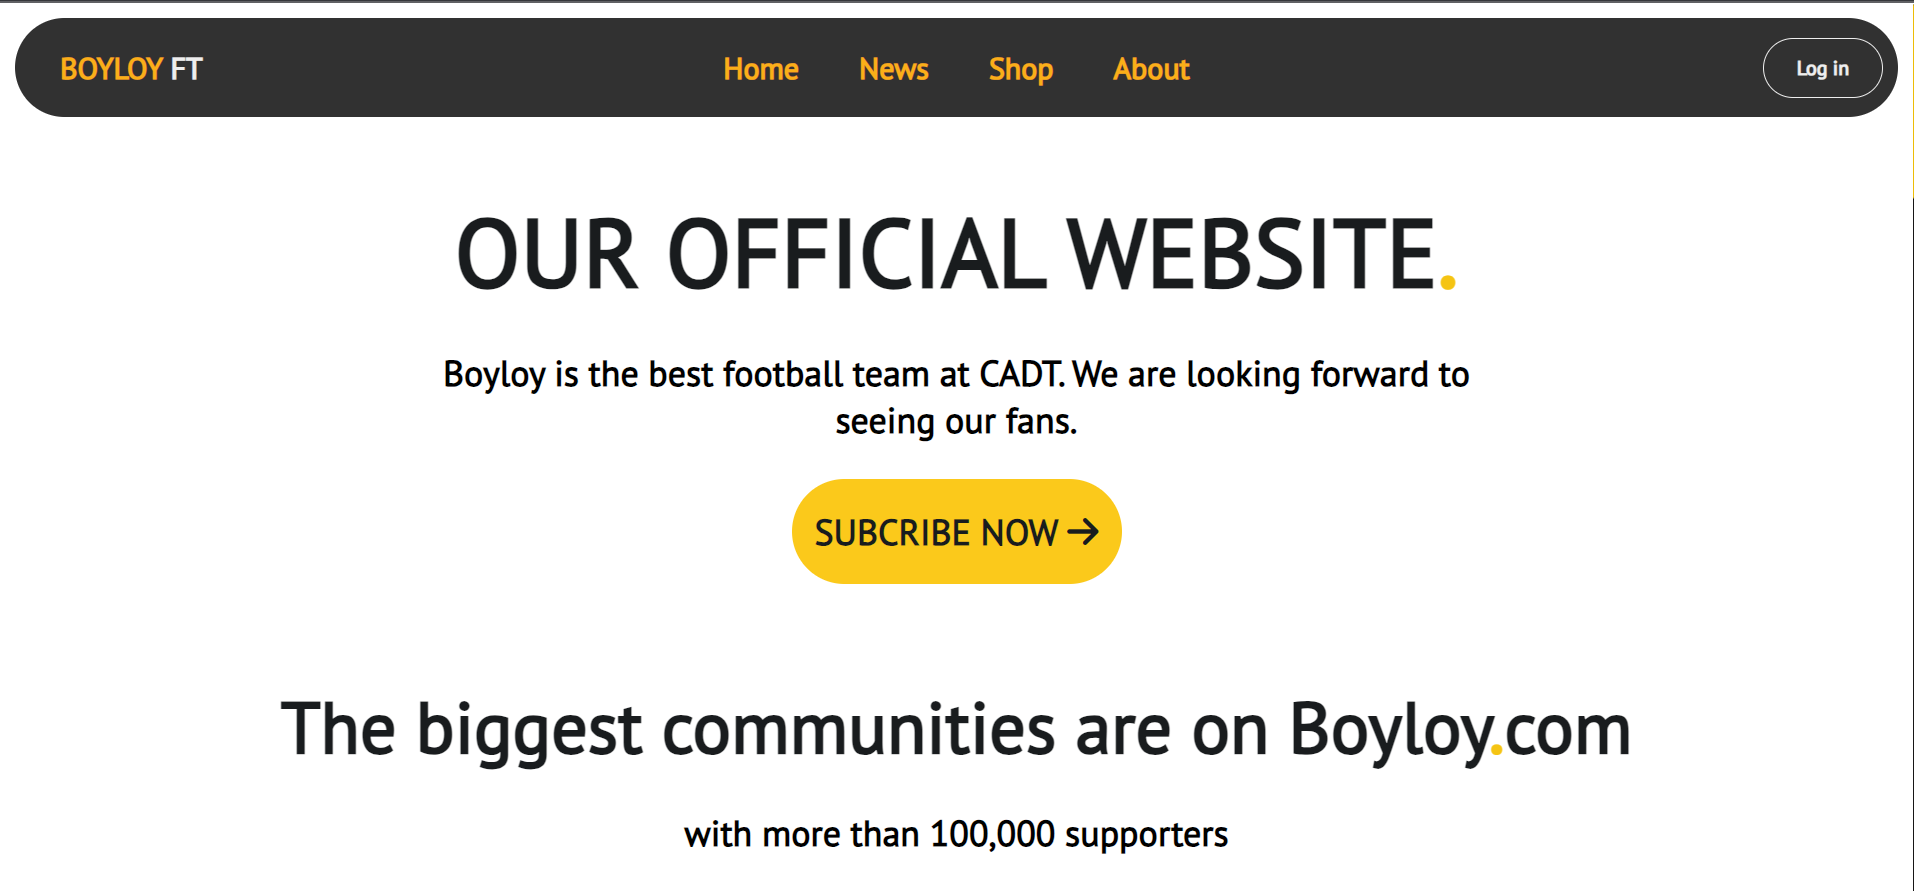 BOYLOY FT
Home News Shop About
Log in
OUR OFFICIAL WEBSITE.
Boyloy is the best football team at CADT. We are looking forward to
seeing our fans.
SUBCRIBE NOW →
The biggest communities are on Boyloy.com
with more than 100,000 supporters